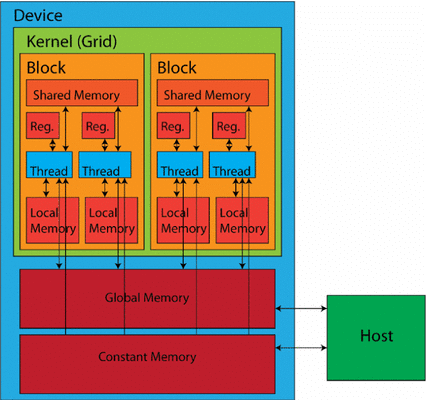 Device
Kernel (Grid)
Block
Block
Shared Memory
Shared Memory
Reg.
Reg.
Reg.
Reg.
Thread
Thread
Thread
Thread
Local
Memory
Local
Memory
Local
Memory
Local
Memory
Global Memory
Host
Constant Memory